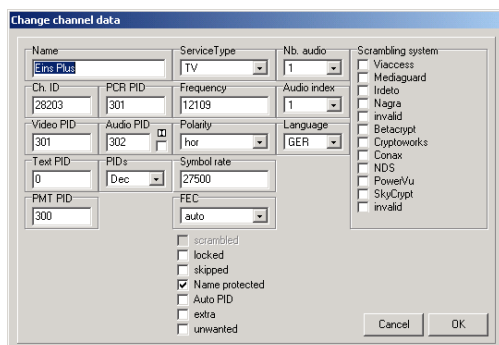 Change channel data
Name
Eins Plus
ServiceType
TV
Nb. audio
1
Scrambling system
Viaccess
Mediaguard
Irdeto
Nagra
invalid
Betacrypt
Cryptoworks
Conax
NDS
PowerVu
SkyCrypt
invalid
Ch. ID
28203
PCR PID
301
Frequency
12109
Audio index
1
Video PID
301
Audio PID
302
Polarity
hor
Language
GER
Text PID
0
PIDs
Dec
Symbol rate
27500
PMT PID
300
FEC
auto
scrambled
locked
skipped
Name protected
Auto PID
extra
unwanted
Cancel
OK